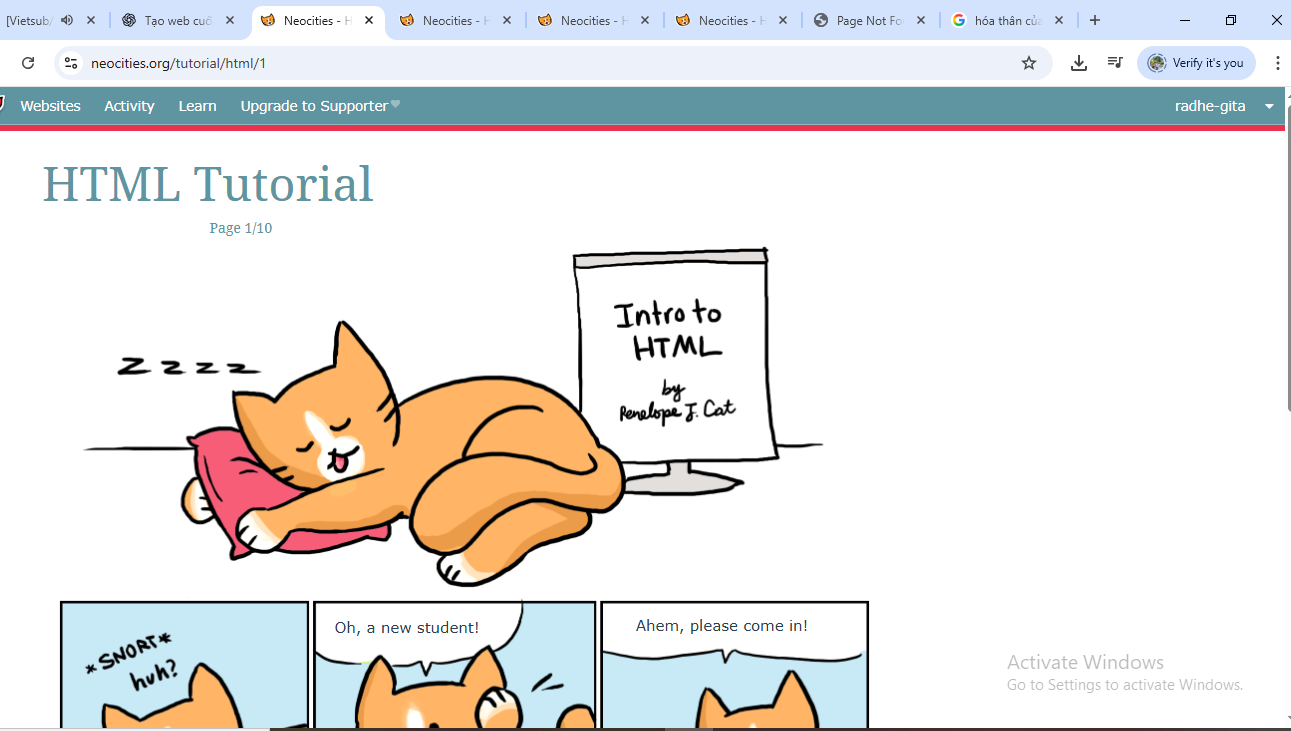 [Vietsub/
Tạo web cuố
Neocities - H
Neocities - H
Neocities - H
Neocities - H
Page Not Fo
hóa thân củа
neocities.org/tutorial/html/1
Verify it's you
Websites
Activity
Learn
Upgrade to Supporter
radhe-gita
HTML Tutorial
Page 1/10
Intro to
HTML
by
Penelope J. Cat
Z z z z
*SNORT*
huh?
Oh, a new student!
Ahem, please come in!
Activate Windows
Go to Settings to activate Windows.